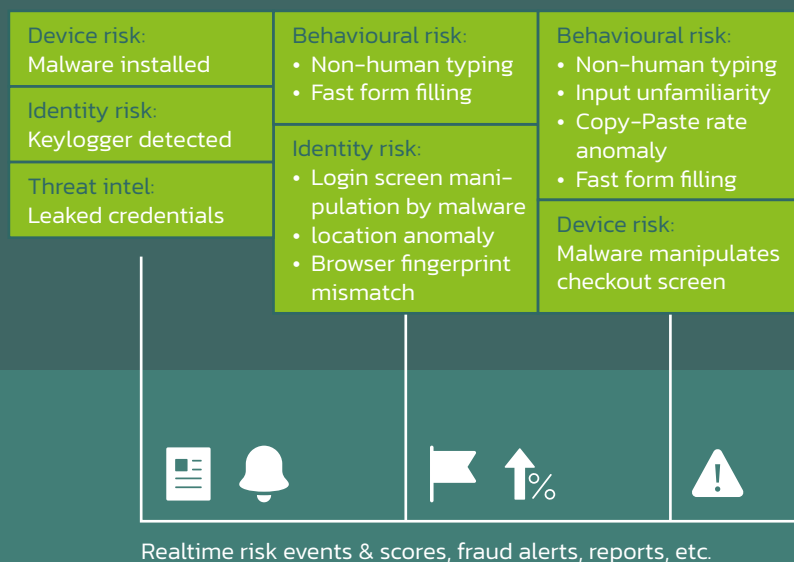 Device risk:
Malware installed
Identity risk:
Keylogger detected
Threat intel:
Leaked credentials
Behavioural risk:
• Non-human typing
• Fast form filling
Identity risk:
• Login screen mani-
pulation by malware
• location anomaly
• Browser fingerprint
mismatch
Behavioural risk:
• Non-human typing
• Input unfamiliarity
• Copy-Paste rate
anomaly
• Fast form filling
Device risk:
Malware manipulates
checkout screen
%
!
Realtime risk events & scores, fraud alerts, reports, etc.